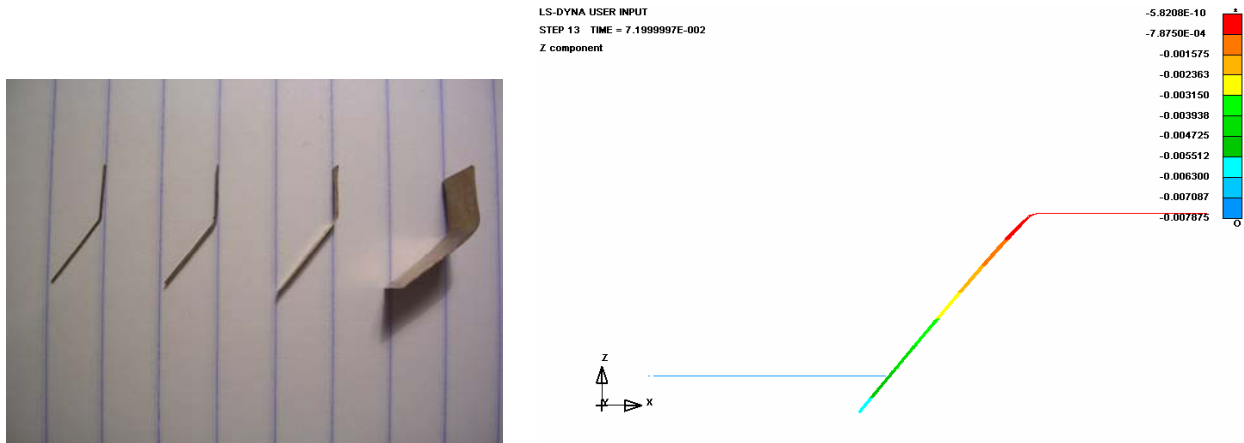 LS-DYNA USER INPUT
STEP 13 TIME = 7.1999997E-002
Z component
-5.8208E-10
-7.8750E-04
-0.001575
-0.002363
-0.003150
-0.003938
-0.004725
-0.005512
-0.006300
-0.007087
-0.007875
*
O
Z
Y
X